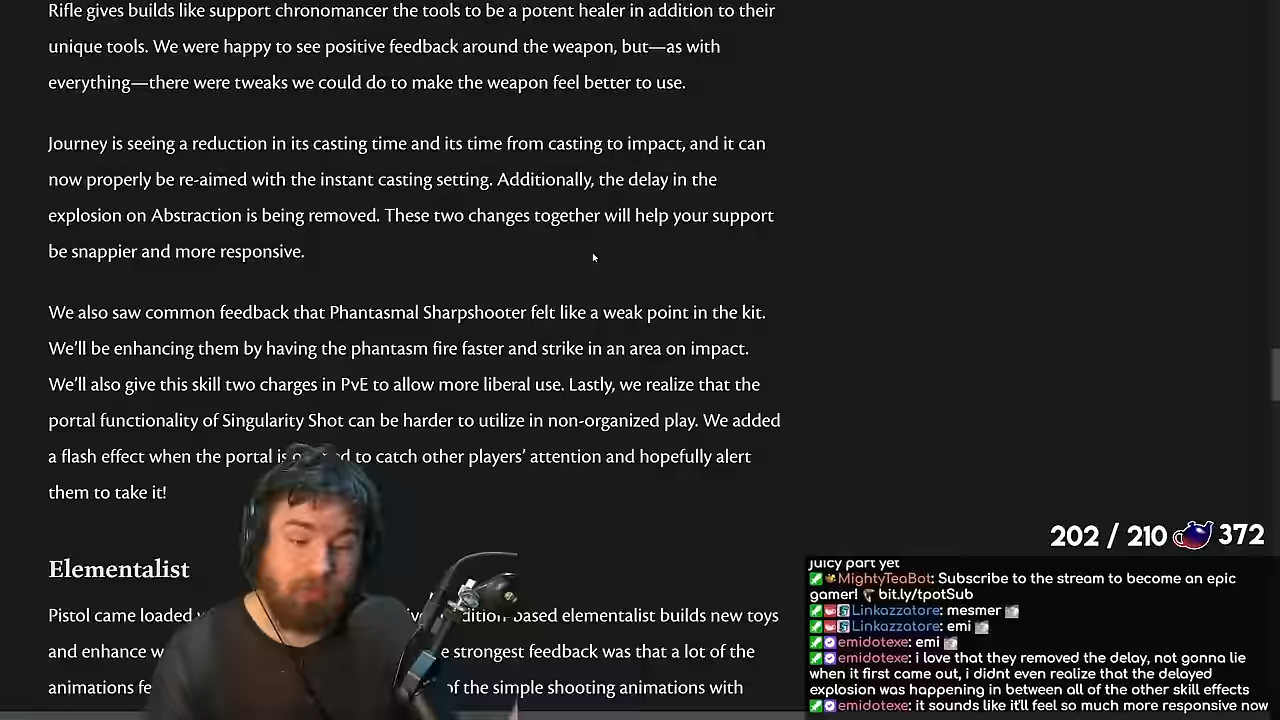 Rifle gives builds like support chronomancer the tools to be a potent healer in addition to their
unique tools. We were happy to see positive feedback around the weapon, but—as with
everything—there were tweaks we could do to make the weapon feel better to use.
Journey is seeing a reduction in its casting time and its time from casting to impact, and it can
now properly be re-aimed with the instant casting setting. Additionally, the delay in the
explosion on Abstraction is being removed. These two changes together will help your support
be snappier and more responsive.
We also saw common feedback that Phantasmal Sharpshooter felt like a weak point in the kit.
We'll be enhancing them by having the phantasm fire faster and strike in an area on impact.
We'll also give this skill two charges in PvE to allow more liberal use. Lastly, we realize that the
portal functionality of Singularity Shot can be harder to utilize in non-organized play. We added
a flash effect when the portal is to catch other players' attention and hopefully alert
them to take it!
Elementalist
Pistol came loaded based elementalist builds new toys
and enhance strongest feedback was that a lot of the
animations of the simple shooting animations with
202 / 210 372
juicy part yet
MightyTeaBot: Subscribe to the stream to become an epic
gamer! bit.ly/tpotSub
Linkazzatore: mesmer
Linkazzatore: emi
emidotexe: emi
emidotexe: i love that they removed the delay, not gonna lie
when it first came out, i didnt even realize that the delayed
explosion was happening in between all of the other skill effects
emidotexe: it sounds like it'll feel so much more responsive now